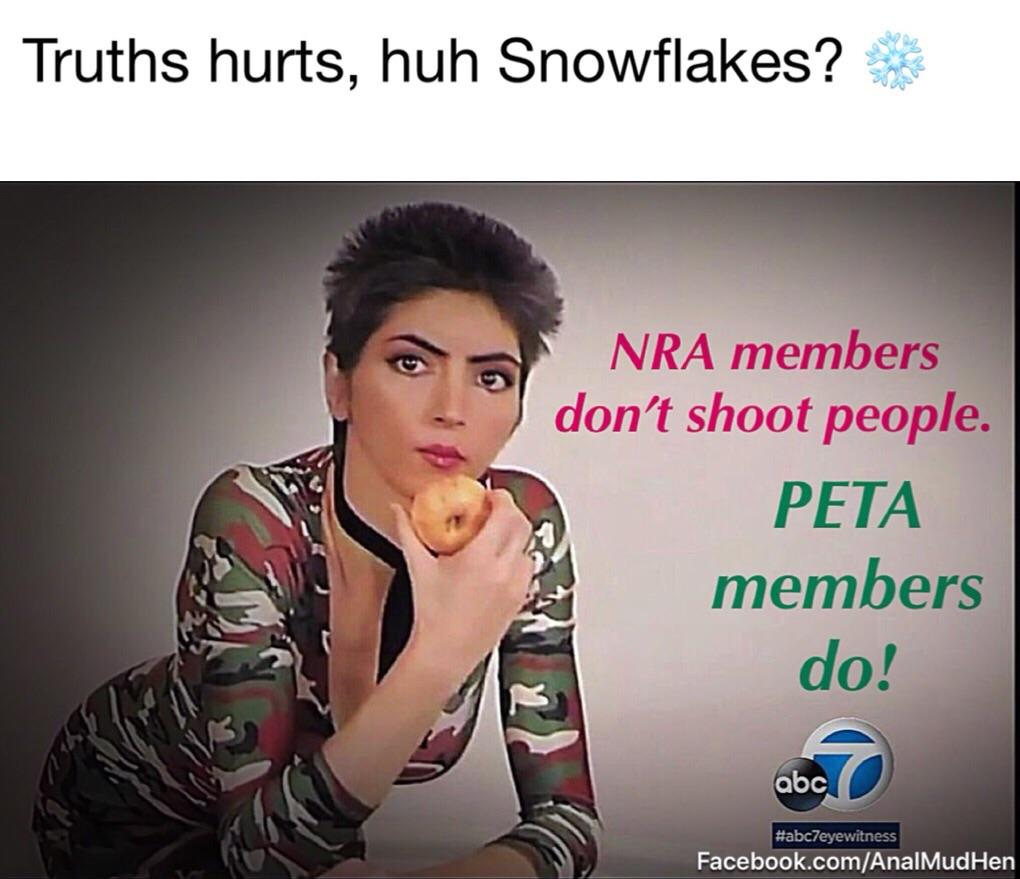 Truths hurts, huh Snowflakes? ❄️
NRA members
don't shoot people.
PETA
members
do!
abc 7
#abc7eyewitness
Facebook.com/AnalMudHen